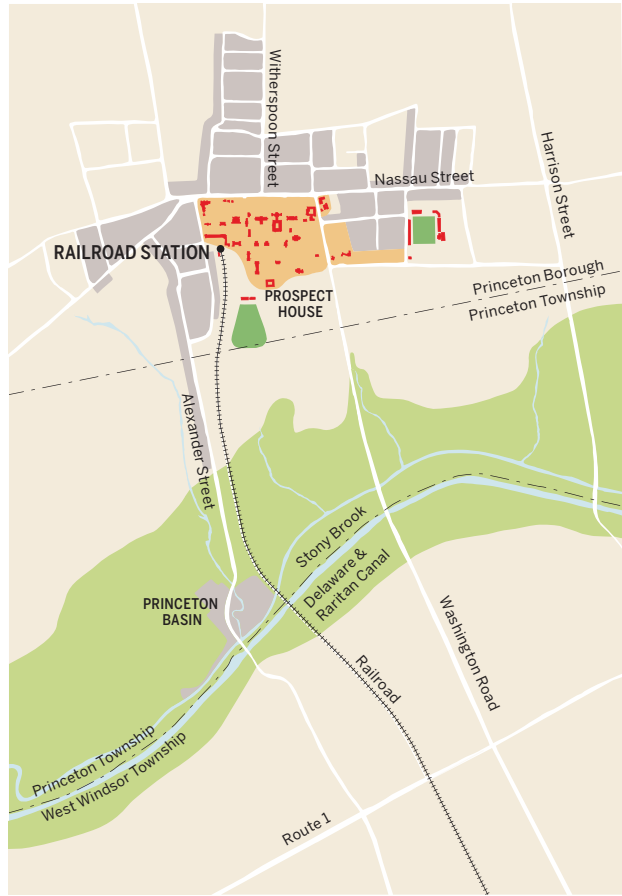 Witherspoon Street
Harrison Street
Nassau Street
RAILROAD STATION
Princeton Borough
Princeton Township
PROSPECT
HOUSE
Alexander Street
Stony Brook
Delaware &
Raritan Canal
PRINCETON
BASIN
Washington Road
Railroad
Princeton Township
West Windsor Township
Route 1